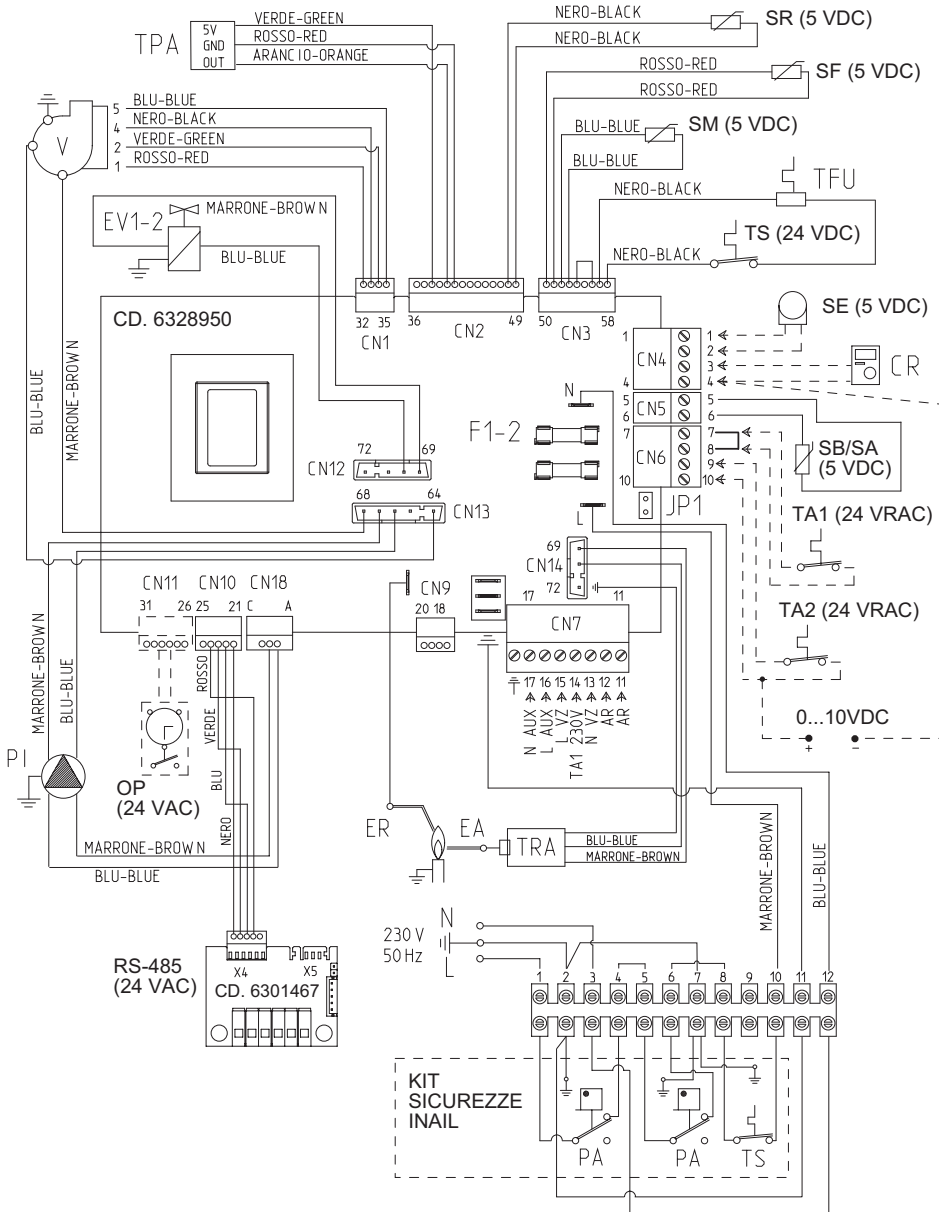 VERDE-GREEN
ROSSO-RED
ARANCIO-ORANGE
TPA
5V
GND
OUT
NERO-BLACK
NERO-BLACK
SR (5 VDC)
ROSSO-RED
ROSSO-RED
SF (5 VDC)
BLU-BLUE
BLU-BLUE
SM (5 VDC)
5 BLU-BLUE
4 NERO-BLACK
2 VERDE-GREEN
1 ROSSO-RED
V
NERO-BLACK
TFU
EV1-2
MARRONE-BROWN
BLU-BLUE
NERO-BLACK
TS (24 VDC)
CD. 6328950
32 35
CN1
36 49
CN2
50 58
CN3
SE (5 VDC)
CR
1 CN4 1
2
3
4 4
5 CN5 5
6 6
7 CN6 7
8
9
10 10
SB/SA
(5 VDC)
JP1
BLU-BLUE
MARRONE-BROWN
N
F1-2
L
72 69
CN12
68 64
CN13
TA1 (24 VRAC)
TA2 (24 VRAC)
0...10VDC
+ -
69
CN14
72
CN11
31 26
CN10
25 21
CN18
C A
CN9
20 18
17 11
CN7
17 16 15 14 13 12 11
N AUX
L AUX
L VZ
TA1 230V
N VZ
AR
AR
MARRONE-BROWN
BLU-BLUE
ROSSO
VERDE
BLU
NERO
PI
OP
(24 VAC)
MARRONE-BROWN
BLU-BLUE
ER
EA
TRA
BLU-BLUE
MARRONE-BROWN
MARRONE-BROWN
BLU-BLUE
N
230 V
50 Hz
L
RS-485
(24 VAC)
X4 X5
CD. 6301467
1 2 3 4 5 6 7 8 9 10 11 12
KIT
SICUREZZE
INAIL
PA
PA
TS